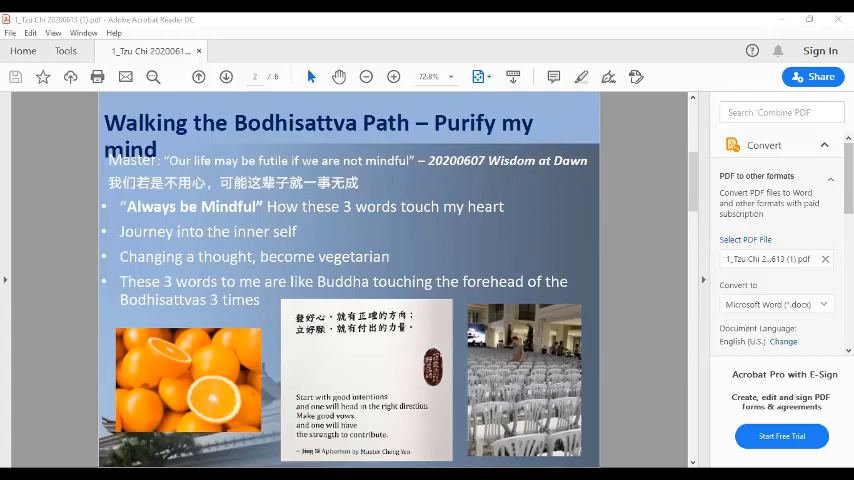 1_Tzu Chi 20200613 (1).pdf - Adobe Acrobat Reader DC
File Edit View Window Help
Home Tools 1_Tzu Chi 2020061... × Sign In
2 / 6 72.8% Share
Walking the Bodhisattva Path – Purify my
mind
Master: “Our life may be futile if we are not mindful” – 20200607 Wisdom at Dawn
我们若是不用心，可能这辈子就一事无成
• “Always be Mindful” How these 3 words touch my heart
• Journey into the inner self
• Changing a thought, become vegetarian
• These 3 words to me are like Buddha touching the forehead of the
Bodhisattvas 3 times
發好心，就有正確的方向；
立好願，就有付出的力量。
Start with good intentions
and one will head in the right direction.
Make good vows
and one will have
the strength to contribute.
~ Jing Si Aphorism by Master Cheng Yen
Search 'Combine PDF'
Convert
PDF to other formats
Convert PDF files to Word
and other formats with paid
subscription
Select PDF File
1_Tzu Chi 2...613 (1).pdf
Convert to
Microsoft Word (*.docx)
Document Language:
English (U.S.) Change
Acrobat Pro with E-Sign
Create, edit and sign PDF
forms & agreements
Start Free Trial